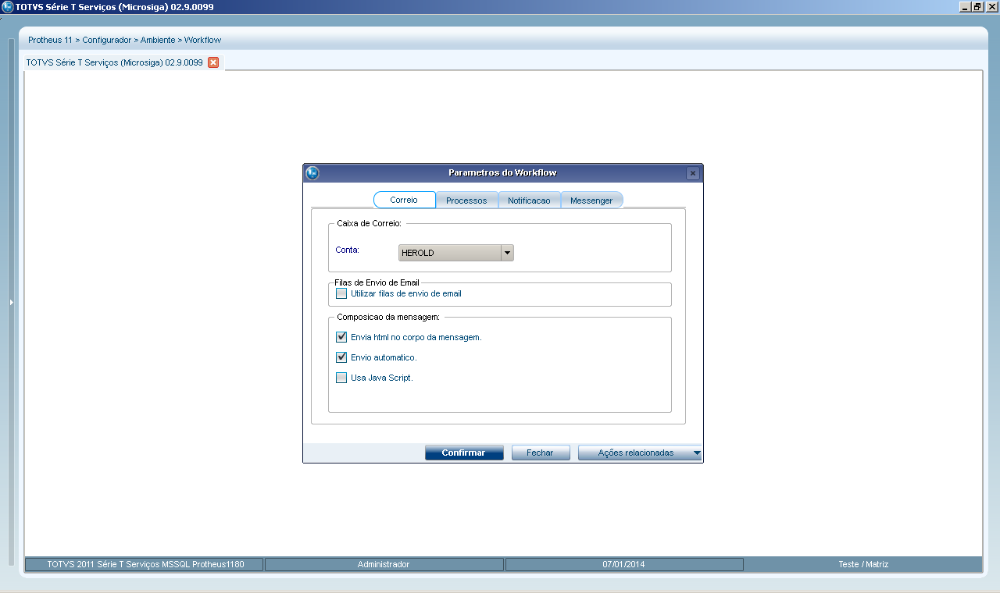 TOTVS Série T Serviços (Microsiga) 02.9.0099
Protheus 11 > Configurador > Ambiente > Workflow
TOTVS Série T Serviços (Microsiga) 02.9.0099
Parametros do Workflow
Correio Processos Notificacao Messenger
Caixa de Correio:
Conta: HEROLD
Filas de Envio de Email
Utilizar filas de envio de email
Composicao da mensagem:
Envia html no corpo da mensagem.
Envio automatico.
Usa Java Script.
Confirmar Fechar Ações relacionadas
TOTVS 2011 Série T Serviços MSSQL Protheus1180 Administrador 07/01/2014 Teste / Matriz